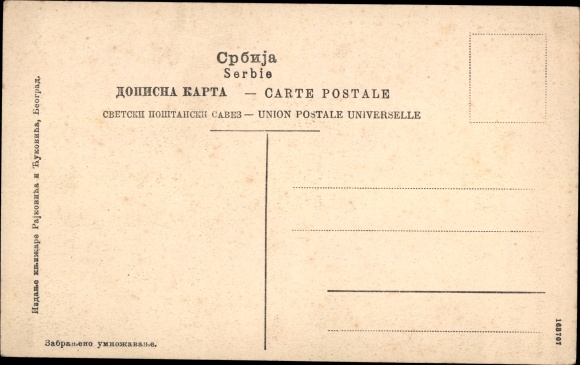 Србија
Serbie
ДОПИСНА КАРТА — CARTE POSTALE
СВЕТСКИ ПОШТАНСКИ САВЕЗ — UNION POSTALE UNIVERSELLE
Издање књижаре Рајковића и Ћуковића, Београд.
Забрањено умножавање.
168707